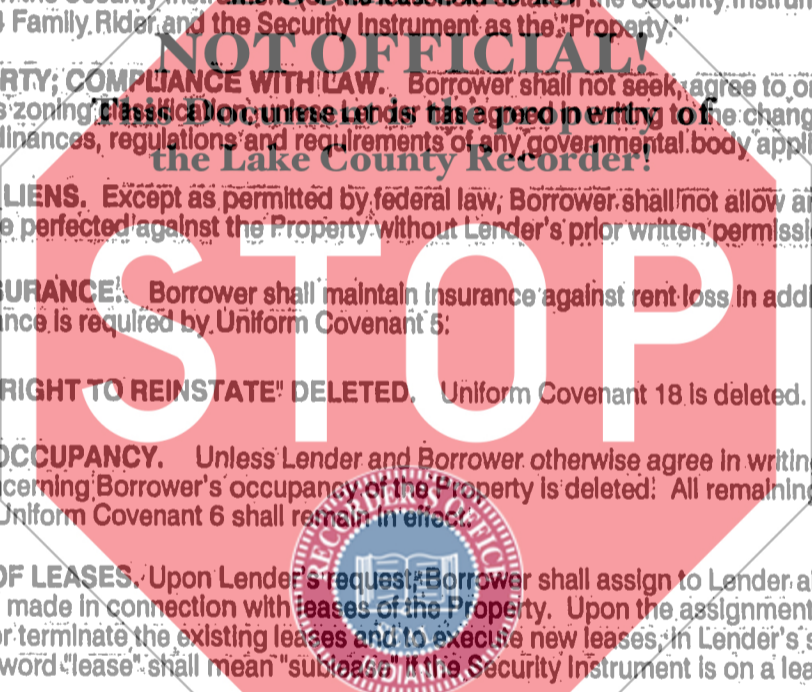 Family Rider and the Security Instrument as the "Property."
NOT OFFICIAL!
RTY; COMPLIANCE WITH LAW. Borrower shall not seek, agree to o
s zoning classification, unless Lender has agreed in writing to the chang
This Document is the property of
dinances, regulations and requirements of any governmental body appli
the Lake County Recorder!
LIENS. Except as permitted by federal law, Borrower shall not allow a
e perfected against the Property without Lender's prior written permissi
STOP
URANCE. Borrower shall maintain insurance against rent loss in add
nce is required by Uniform Covenant 5.
RIGHT TO REINSTATE" DELETED. Uniform Covenant 18 is deleted.
OCCUPANCY. Unless Lender and Borrower otherwise agree in writin
cerning Borrower's occupancy of the Property is deleted. All remaining
Uniform Covenant 6 shall remain in effect.
RECORDER'S OFFICE
OF LEASES. Upon Lender's request, Borrower shall assign to Lender a
made in connection with leases of the Property. Upon the assignment
or terminate the existing leases and to execute new leases, in Lender's s
word "lease" shall mean "sublease" if the Security Instrument is on a lea